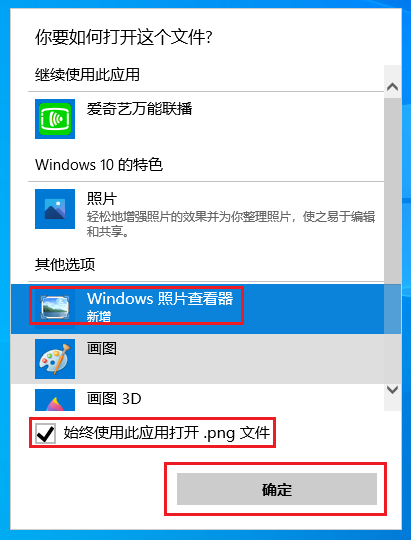 你要如何打开这个文件?
继续使用此应用
爱奇艺万能联播
Windows 10 的特色
照片
轻松地增强照片的效果并为你整理照片，使之易于编辑
和共享。
其他选项
Windows 照片查看器
新增
画图
画图 3D
始终使用此应用打开 .png 文件
确定